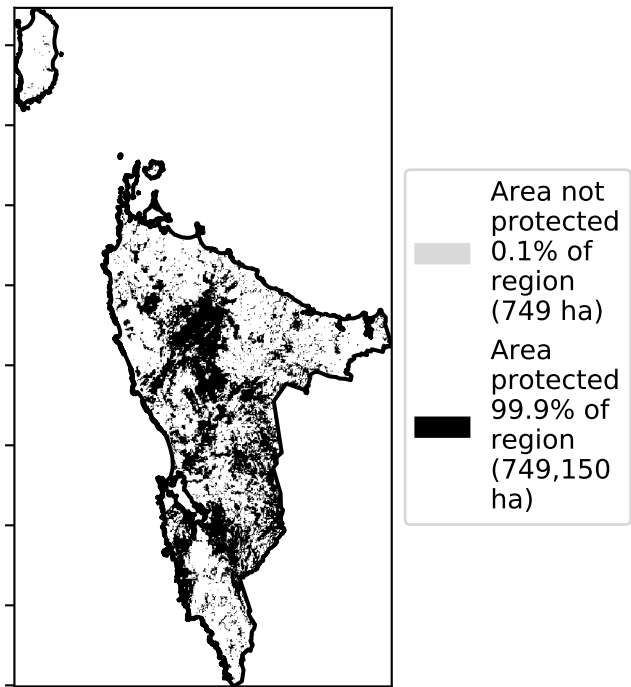 Area not
protected
0.1% of
region
(749 ha)
Area
protected
99.9% of
region
(749,150
ha)